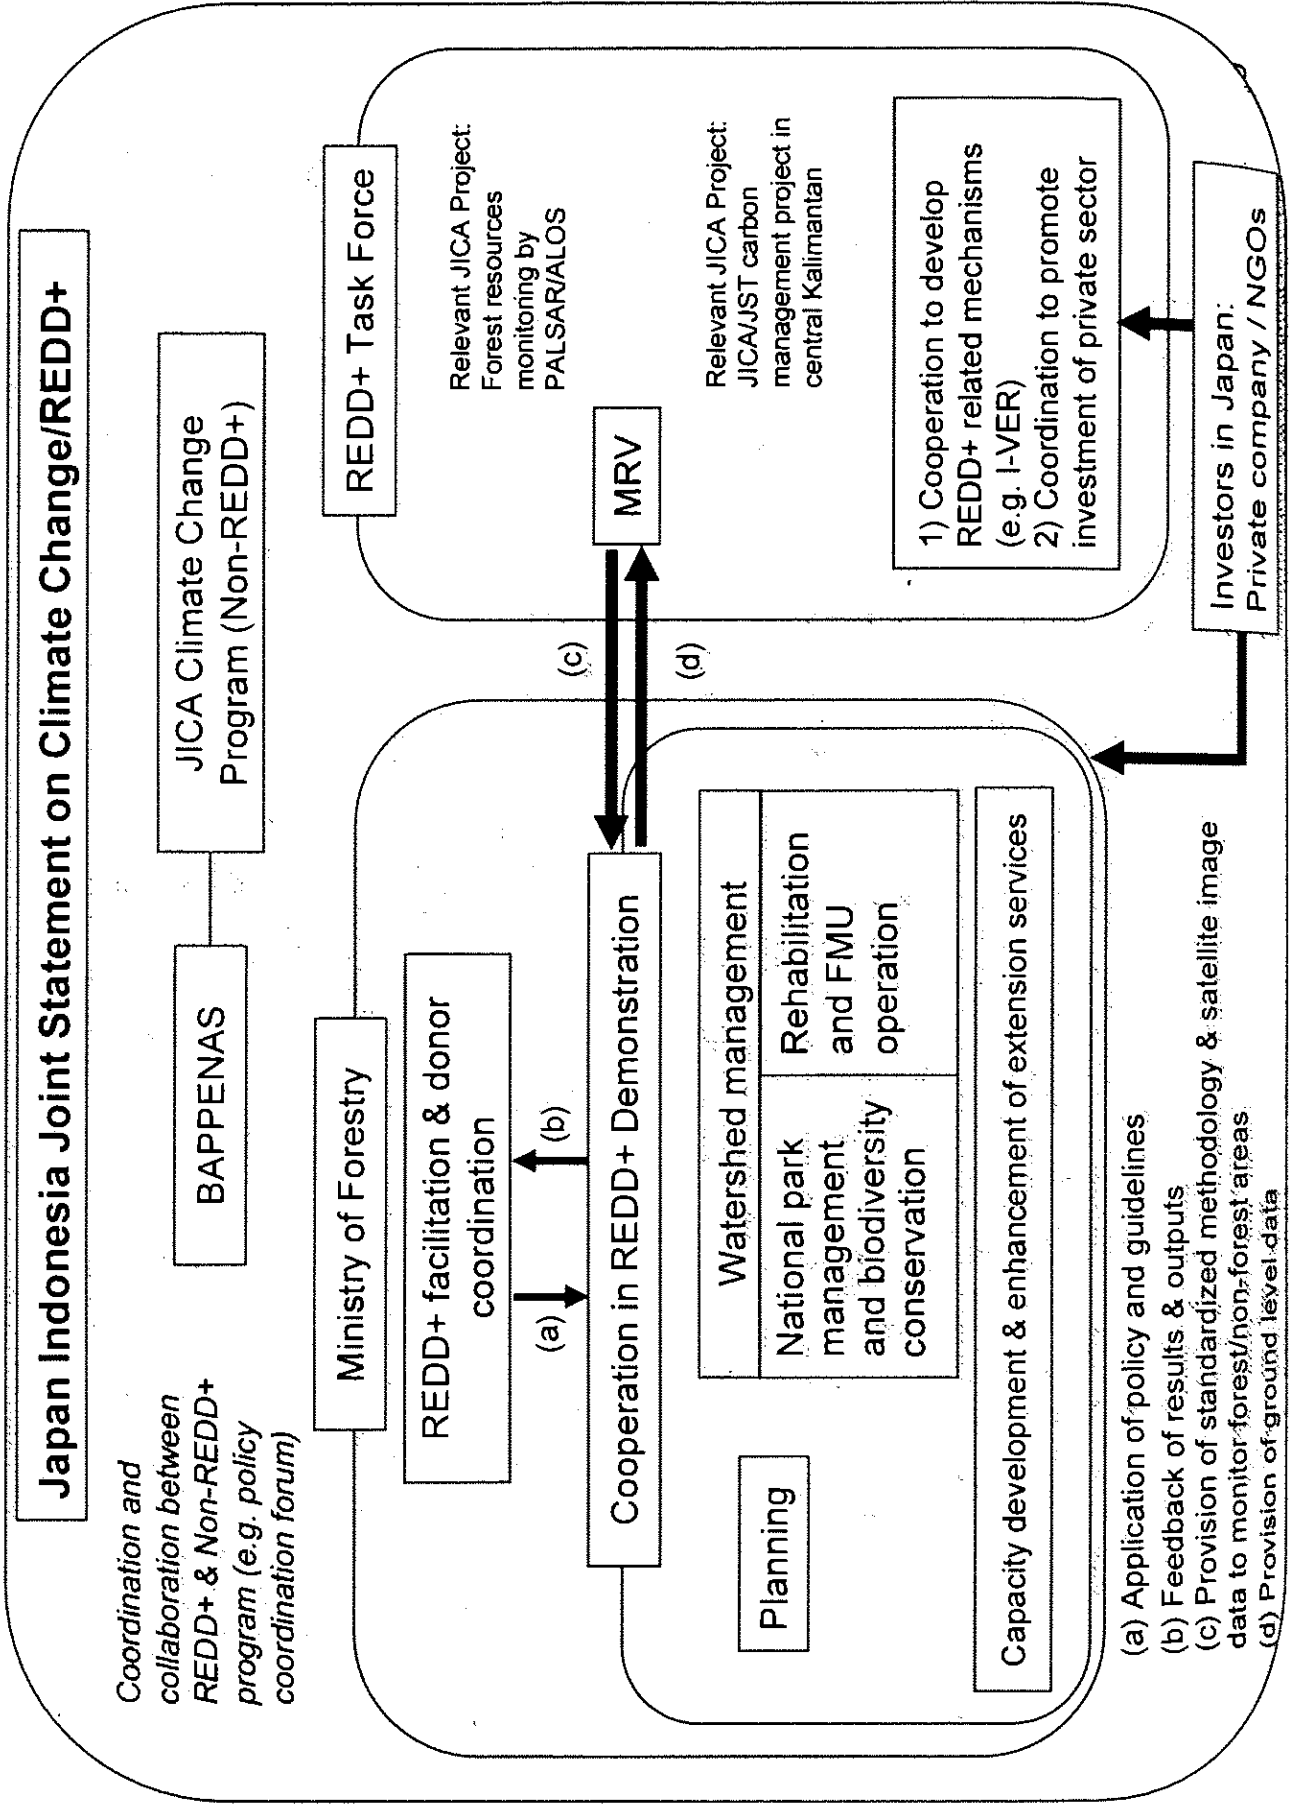 Japan Indonesia Joint Statement on Climate Change/REDD+
Coordination and
collaboration between
REDD+ & Non-REDD+
program (e.g. policy
coordination forum)
BAPPENAS
JICA Climate Change
Program (Non-REDD+)
Ministry of Forestry
REDD+ facilitation & donor
coordination
(a)
(b)
Cooperation in REDD+ Demonstration
Planning
Watershed management
National park
management
and biodiversity
conservation
Rehabilitation
and FMU
operation
Capacity development & enhancement of extension services
(c)
(d)
REDD+ Task Force
Relevant JICA Project:
Forest resources
monitoring by
PALSAR/ALOS
MRV
Relevant JICA Project:
JICA/JST carbon
management project in
central Kalimantan
1) Cooperation to develop
REDD+ related mechanisms
(e.g. I-VER)
2) Coordination to promote
investment of private sector
Investors in Japan:
Private company / NGOs
(a) Application of policy and guidelines
(b) Feedback of results & outputs
(c) Provision of standardized methodology & satellite image
data to monitor forest/non-forest areas
(d) Provision of ground level data